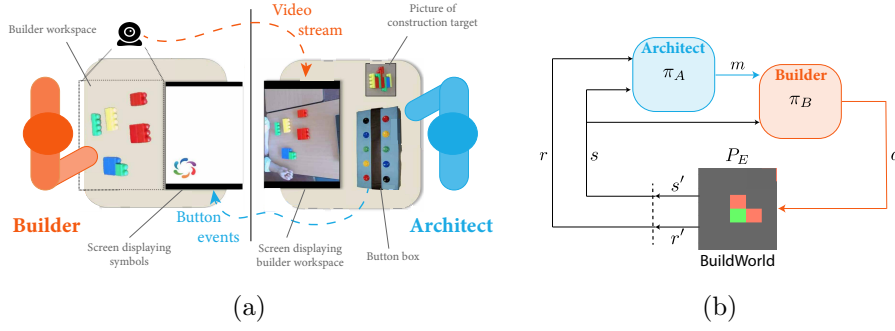 Builder workspace
Video
stream
Picture of
construction target
Builder
Button
events
Architect
Screen displaying
symbols
Screen displaying
builder workspace
Button box
(a)
Architect
π_A
m
Builder
π_B
r
s
a
P_E
s′
r′
BuildWorld
(b)